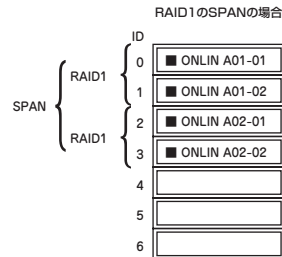 RAID1のSPANの場合
ID
0 ■ ONLIN A01-01
RAID1
1 ■ ONLIN A01-02
SPAN
2 ■ ONLIN A02-01
RAID1
3 ■ ONLIN A02-02
4
5
6